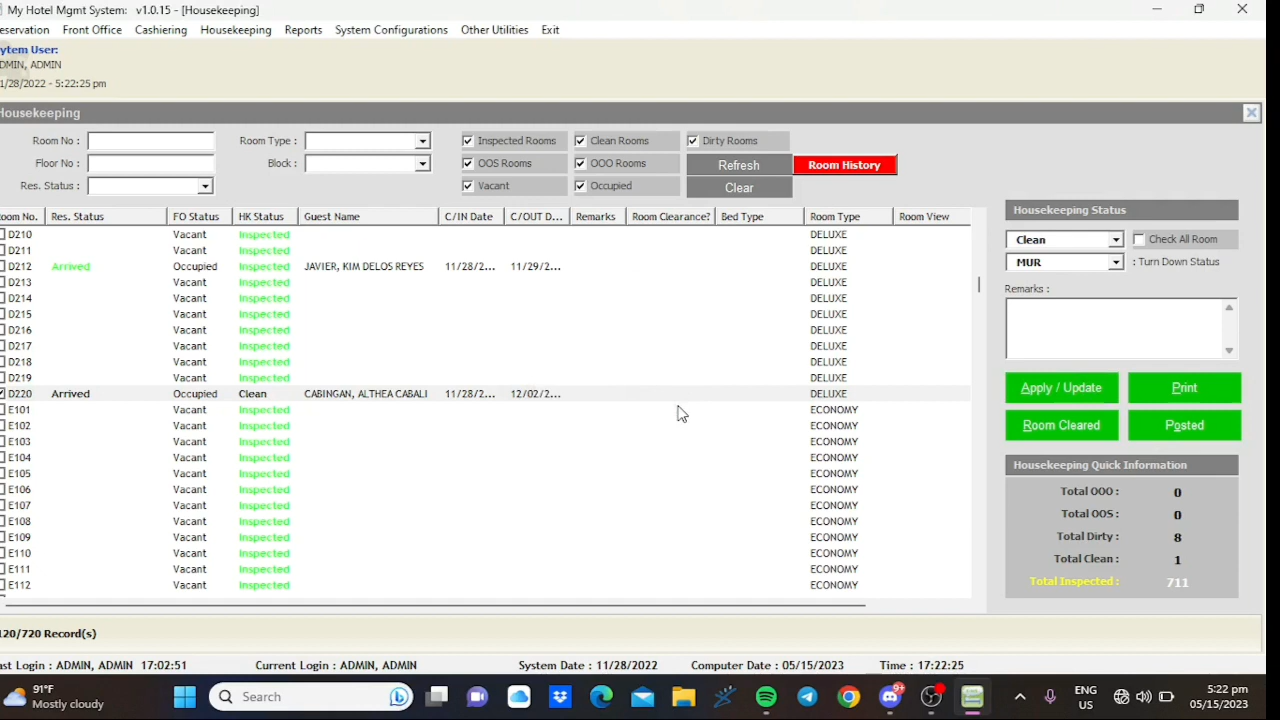 My Hotel Mgmt System: v1.0.15 - [Housekeeping]
eservation Front Office Cashiering Housekeeping Reports System Configurations Other Utilities Exit
ytem User:
DMIN, ADMIN
1/28/2022 - 5:22:25 pm
Housekeeping
Room No : Room Type : Inspected Rooms Clean Rooms Dirty Rooms
Floor No : Block : OOS Rooms OOO Rooms Refresh Room History
Res. Status : Vacant Occupied Clear
oom No. Res. Status FO Status HK Status Guest Name C/IN Date C/OUT D... Remarks Room Clearance? Bed Type Room Type Room View
D210 Vacant Inspected DELUXE
D211 Vacant Inspected DELUXE
D212 Arrived Occupied Inspected JAVIER, KIM DELOS REYES 11/28/2... 11/29/2... DELUXE
D213 Vacant Inspected DELUXE
D214 Vacant Inspected DELUXE
D215 Vacant Inspected DELUXE
D216 Vacant Inspected DELUXE
D217 Vacant Inspected DELUXE
D218 Vacant Inspected DELUXE
D219 Vacant Inspected DELUXE
D220 Arrived Occupied Clean CABINGAN, ALTHEA CABALI 11/28/2... 12/02/2... DELUXE
E101 Vacant Inspected ECONOMY
E102 Vacant Inspected ECONOMY
E103 Vacant Inspected ECONOMY
E104 Vacant Inspected ECONOMY
E105 Vacant Inspected ECONOMY
E106 Vacant Inspected ECONOMY
E107 Vacant Inspected ECONOMY
E108 Vacant Inspected ECONOMY
E109 Vacant Inspected ECONOMY
E110 Vacant Inspected ECONOMY
E111 Vacant Inspected ECONOMY
E112 Vacant Inspected ECONOMY
Housekeeping Status
Clean Check All Room
MUR : Turn Down Status
Remarks :
Apply / Update Print
Room Cleared Posted
Housekeeping Quick Information
Total OOO : 0
Total OOS : 0
Total Dirty : 8
Total Clean : 1
Total Inspected : 711
120/720 Record(s)
ast Login : ADMIN, ADMIN 17:02:51 Current Login : ADMIN, ADMIN System Date : 11/28/2022 Computer Date : 05/15/2023 Time : 17:22:25
91°F
Mostly cloudy
Search
9+
ENG
US
5:22 pm
05/15/2023